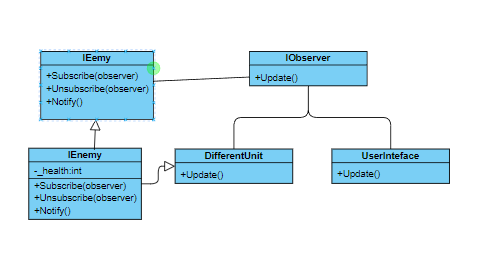 IEemy
+Subscribe(observer)
+Unsubscribe(observer)
+Notify()
IObserver
+Update()
IEnemy
-_health:int
+Subscribe(observer)
+Unsubscribe(observer)
+Notify()
DifferentUnit
+Update()
UserInteface
+Update()